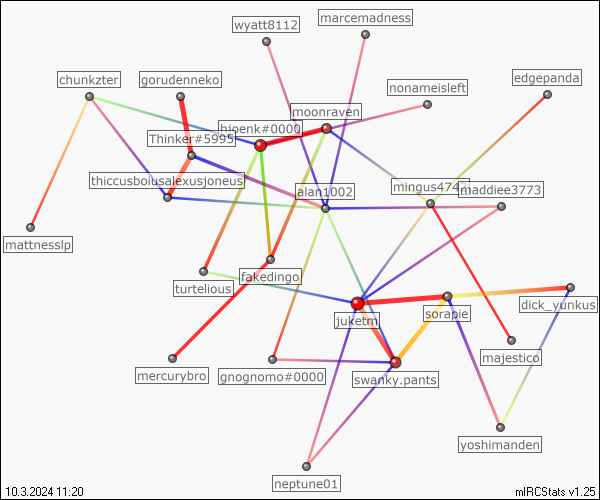 marcemadness
wyatt8112
chunkzter
gorudenneko
edgepanda
nonameisleft
moonraven
hjoenk#0000
Thinker#5995
thiccusboiusalexusjoneus
alan1002
mingus474
maddiee3773
mattnesslp
fakedingo
turtelious
dick_yunkus
sorapie
juketm
majestico
mercurybro
gnognomo#0000
swanky.pants
yoshimanden
neptune01
10.3.2024 11:20
mIRCStats v1.25